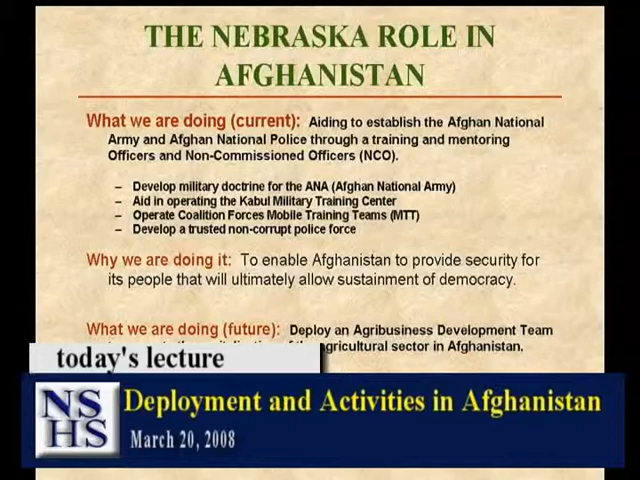 THE NEBRASKA ROLE IN
AFGHANISTAN
What we are doing (current): Aiding to establish the Afghan National
Army and Afghan National Police through a training and mentoring
Officers and Non-Commissioned Officers (NCO).
– Develop military doctrine for the ANA (Afghan National Army)
– Aid in operating the Kabul Military Training Center
– Operate Coalition Forces Mobile Training Teams (MTT)
– Develop a trusted non-corrupt police force
Why we are doing it: To enable Afghanistan to provide security for
its people that will ultimately allow sustainment of democracy.
What we are doing (future): Deploy an Agribusiness Development Team
agricultural sector in Afghanistan.
today's lecture
NS
HS
Deployment and Activities in Afghanistan
March 20, 2008